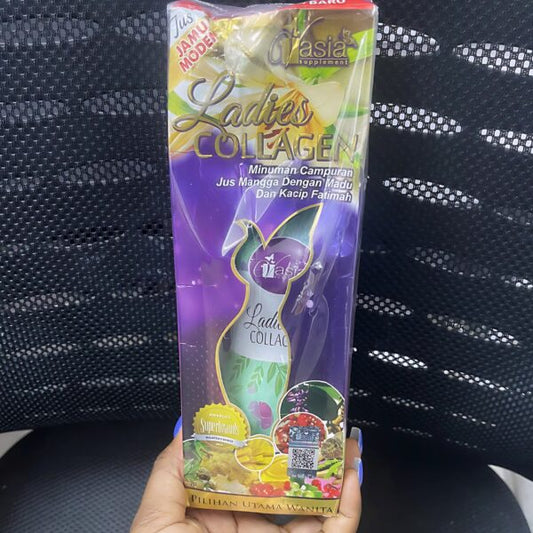 BARU
Jus
JAMU
MODEN
Vasia
supplement
Ladies
COLLAGEN
Minuman Campuran
Jus Mangga Dengan Madu
Dan Kacip Fatimah
Vasia
Ladies
COLLAG
Superbrands
PILIHAN UTAMA WANITA